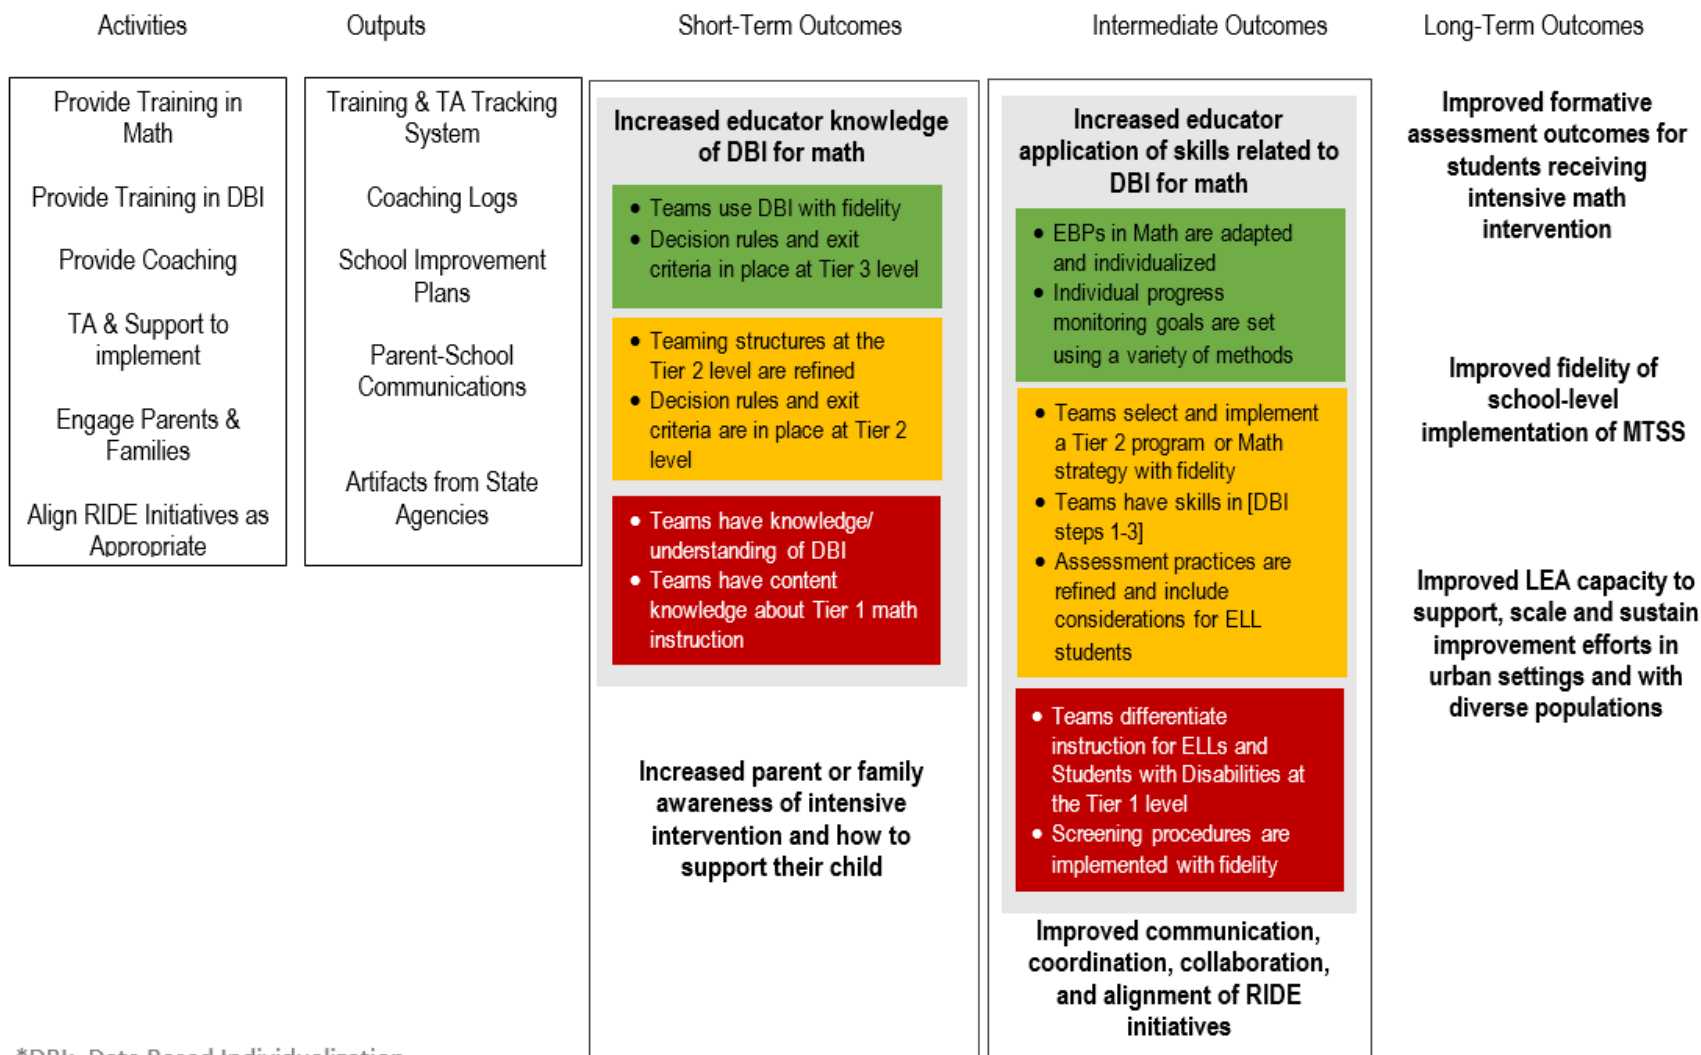 Activities
Outputs
Short-Term Outcomes
Intermediate Outcomes
Long-Term Outcomes
Provide Training in
Math
Provide Training in DBI
Provide Coaching
TA & Support to
implement
Engage Parents &
Families
Align RIDE Initiatives as
Appropriate
Training & TA Tracking
System
Coaching Logs
School Improvement
Plans
Parent-School
Communications
Artifacts from State
Agencies
Increased educator knowledge
of DBI for math
• Teams use DBI with fidelity
• Decision rules and exit
criteria in place at Tier 3 level
• Teaming structures at the
Tier 2 level are refined
• Decision rules and exit
criteria are in place at Tier 2
level
• Teams have knowledge/
understanding of DBI
• Teams have content
knowledge about Tier 1 math
instruction
Increased parent or family
awareness of intensive
intervention and how to
support their child
Increased educator
application of skills related to
DBI for math
• EBPs in Math are adapted
and individualized
• Individual progress
monitoring goals are set
using a variety of methods
• Teams select and implement
a Tier 2 program or Math
strategy with fidelity
• Teams have skills in [DBI
steps 1-3]
• Assessment practices are
refined and include
considerations for ELL
students
• Teams differentiate
instruction for ELLs and
Students with Disabilities at
the Tier 1 level
• Screening procedures are
implemented with fidelity
Improved communication,
coordination, collaboration,
and alignment of RIDE
initiatives
Improved formative
assessment outcomes for
students receiving
intensive math
intervention
Improved fidelity of
school-level
implementation of MTSS
Improved LEA capacity to
support, scale and sustain
improvement efforts in
urban settings and with
diverse populations
*DBI: Data Based Individualization